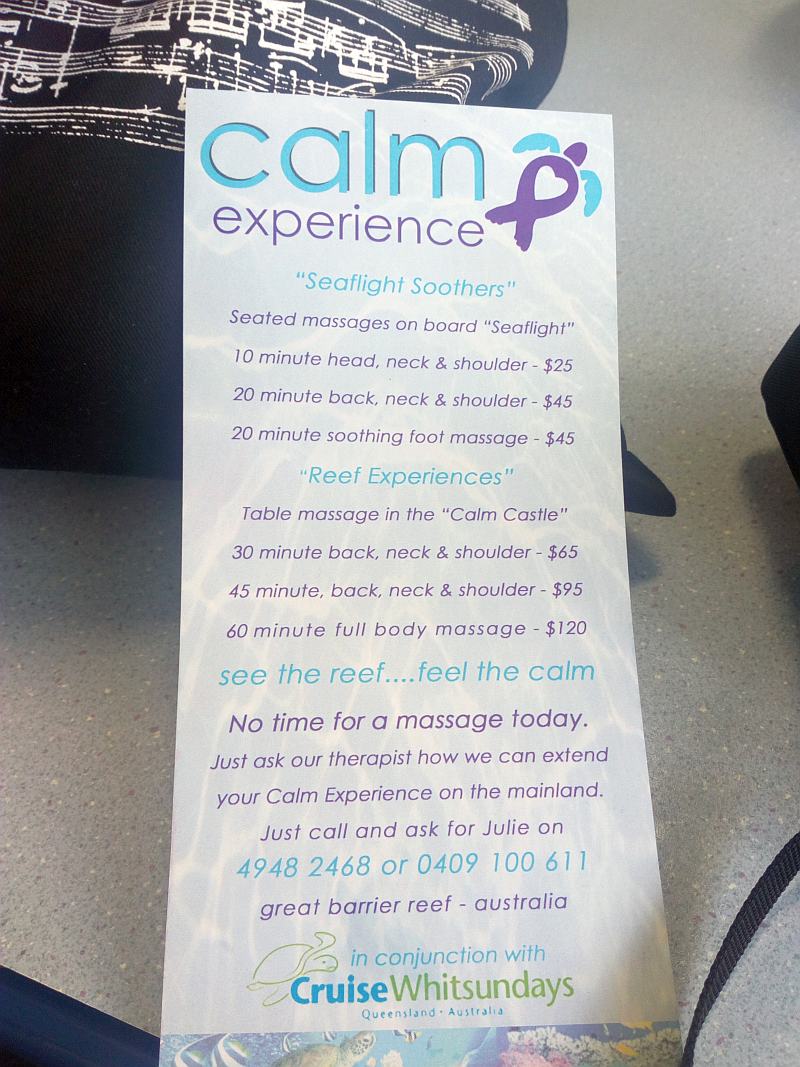 calm
experience
“Seaflight Soothers”
Seated massages on board “Seaflight”
10 minute head, neck & shoulder - $25
20 minute back, neck & shoulder - $45
20 minute soothing foot massage - $45
“Reef Experiences”
Table massage in the “Calm Castle”
30 minute back, neck & shoulder - $65
45 minute, back, neck & shoulder - $95
60 minute full body massage - $120
see the reef....feel the calm
No time for a massage today.
Just ask our therapist how we can extend
your Calm Experience on the mainland.
Just call and ask for Julie on
4948 2468 or 0409 100 611
great barrier reef - australia
in conjunction with
CruiseWhitsundays
Queensland • Australia